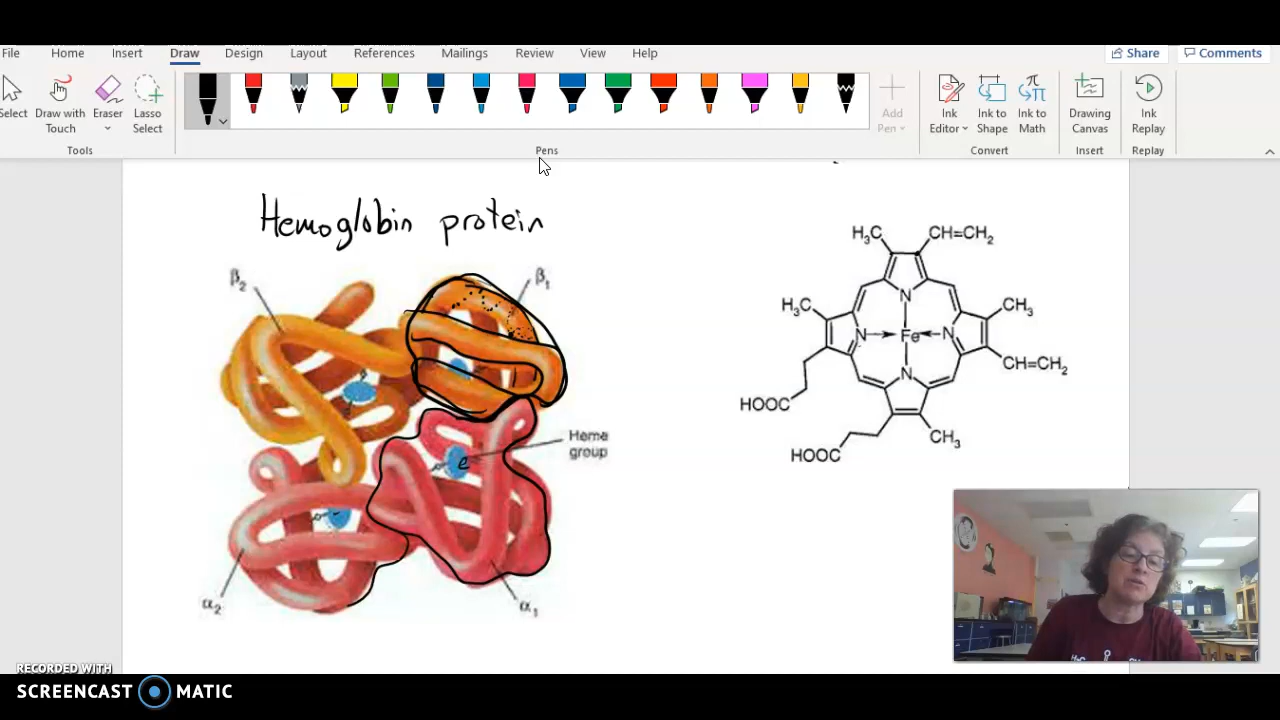 File Home Insert Draw Design Layout References Mailings Review View Help Share Comments
Select Draw with Touch Eraser Lasso Select Add Pen Ink Editor Ink to Shape Ink to Math Drawing Canvas Ink Replay
Tools Pens Convert Insert Replay
Hemoglobin protein
β2
β1
Heme
group
e
α2
α1
H3C CH=CH2
H3C CH3
N
N Fe N
N
CH=CH2
HOOC
CH3
HOOC
RECORDED WITH
SCREENCAST MATIC